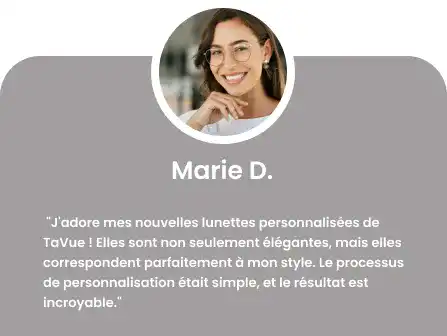 Marie D.
"J'adore mes nouvelles lunettes personnalisées de
TaVue ! Elles sont non seulement élégantes, mais elles
correspondent parfaitement à mon style. Le processus
de personnalisation était simple, et le résultat est
incroyable."